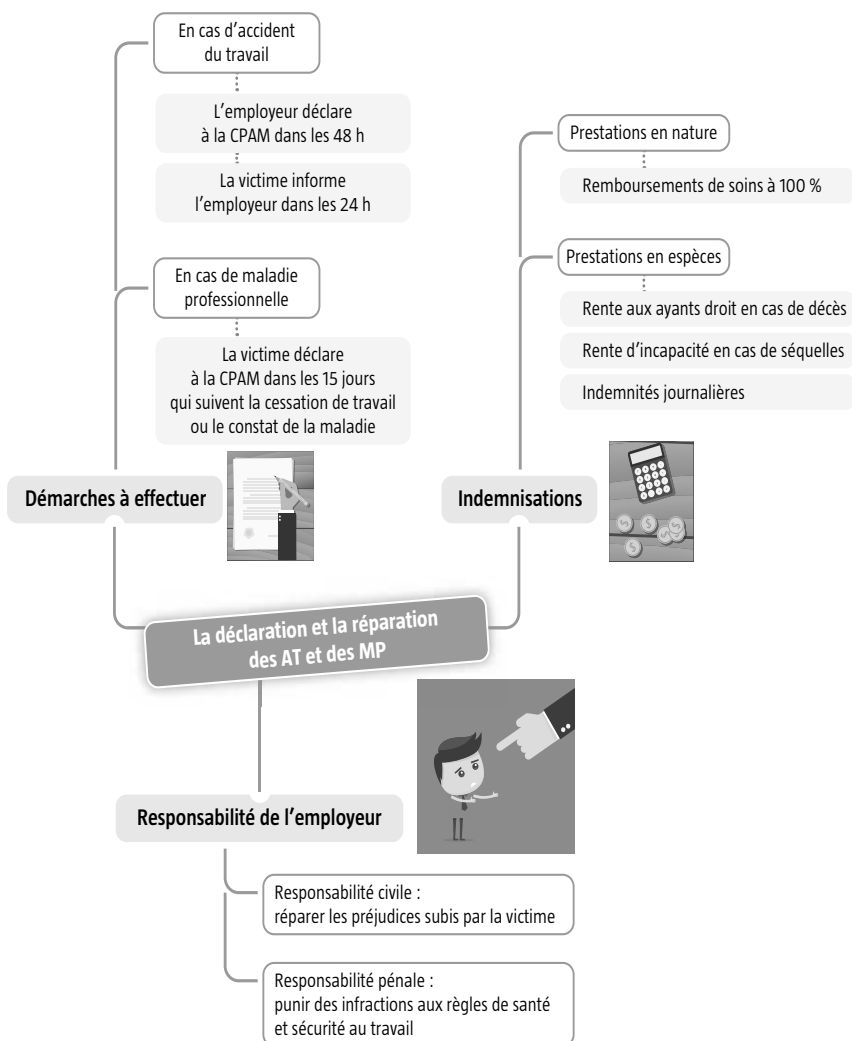 En cas d'accident
du travail
L'employeur déclare
à la CPAM dans les 48 h
La victime informe
l'employeur dans les 24 h
En cas de maladie
professionnelle
La victime déclare
à la CPAM dans les 15 jours
qui suivent la cessation de travail
ou le constat de la maladie
Démarches à effectuer
Prestations en nature
Remboursements de soins à 100 %
Prestations en espèces
Rente aux ayants droit en cas de décès
Rente d'incapacité en cas de séquelles
Indemnités journalières
Indemnisations
La déclaration et la réparation
des AT et des MP
Responsabilité de l'employeur
Responsabilité civile :
réparer les préjudices subis par la victime
Responsabilité pénale :
punir des infractions aux règles de santé
et sécurité au travail